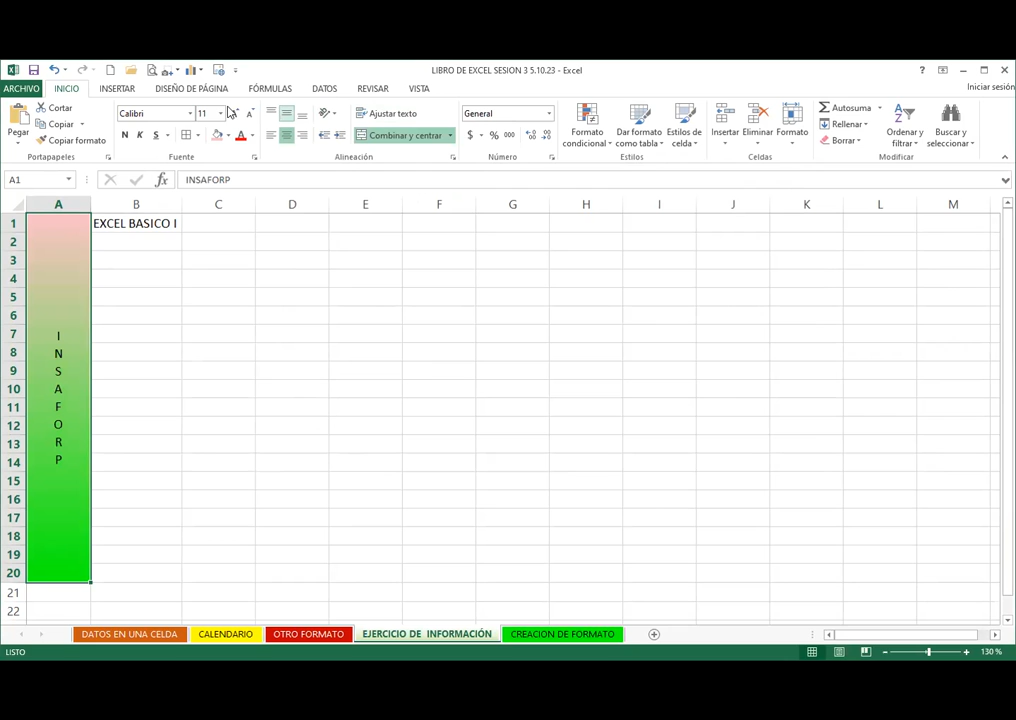 LIBRO DE EXCEL SESION 3 5.10.23 - Excel
ARCHIVO INICIO INSERTAR DISEÑO DE PÁGINA FÓRMULAS DATOS REVISAR VISTA Iniciar sesión
Pegar
Cortar
Copiar
Copiar formato
Portapapeles
Calibri 11
N K S
Fuente
Ajustar texto
Combinar y centrar
Alineación
General
$ % 000
Número
Formato condicional
Dar formato como tabla
Estilos de celda
Estilos
Insertar
Eliminar
Formato
Celdas
Autosuma
Rellenar
Borrar
Ordenar y filtrar
Buscar y seleccionar
Modificar
A1 fx INSAFORP
A B C D E F G H I J K L M
1 EXCEL BASICO I
2
3
4
5
6
7 I
8 N
9 S
10 A
11 F
12 O
13 R
14 P
15
16
17
18
19
20
21
22
DATOS EN UNA CELDA CALENDARIO OTRO FORMATO EJERCICIO DE INFORMACIÓN CREACION DE FORMATO
LISTO 130 %